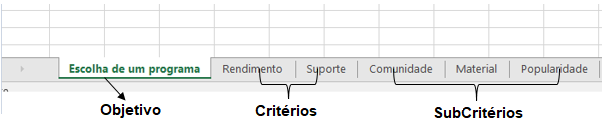 Escolha de um programa Rendimento Suporte Comunidade Material Popularidade
Objetivo Critérios SubCritérios